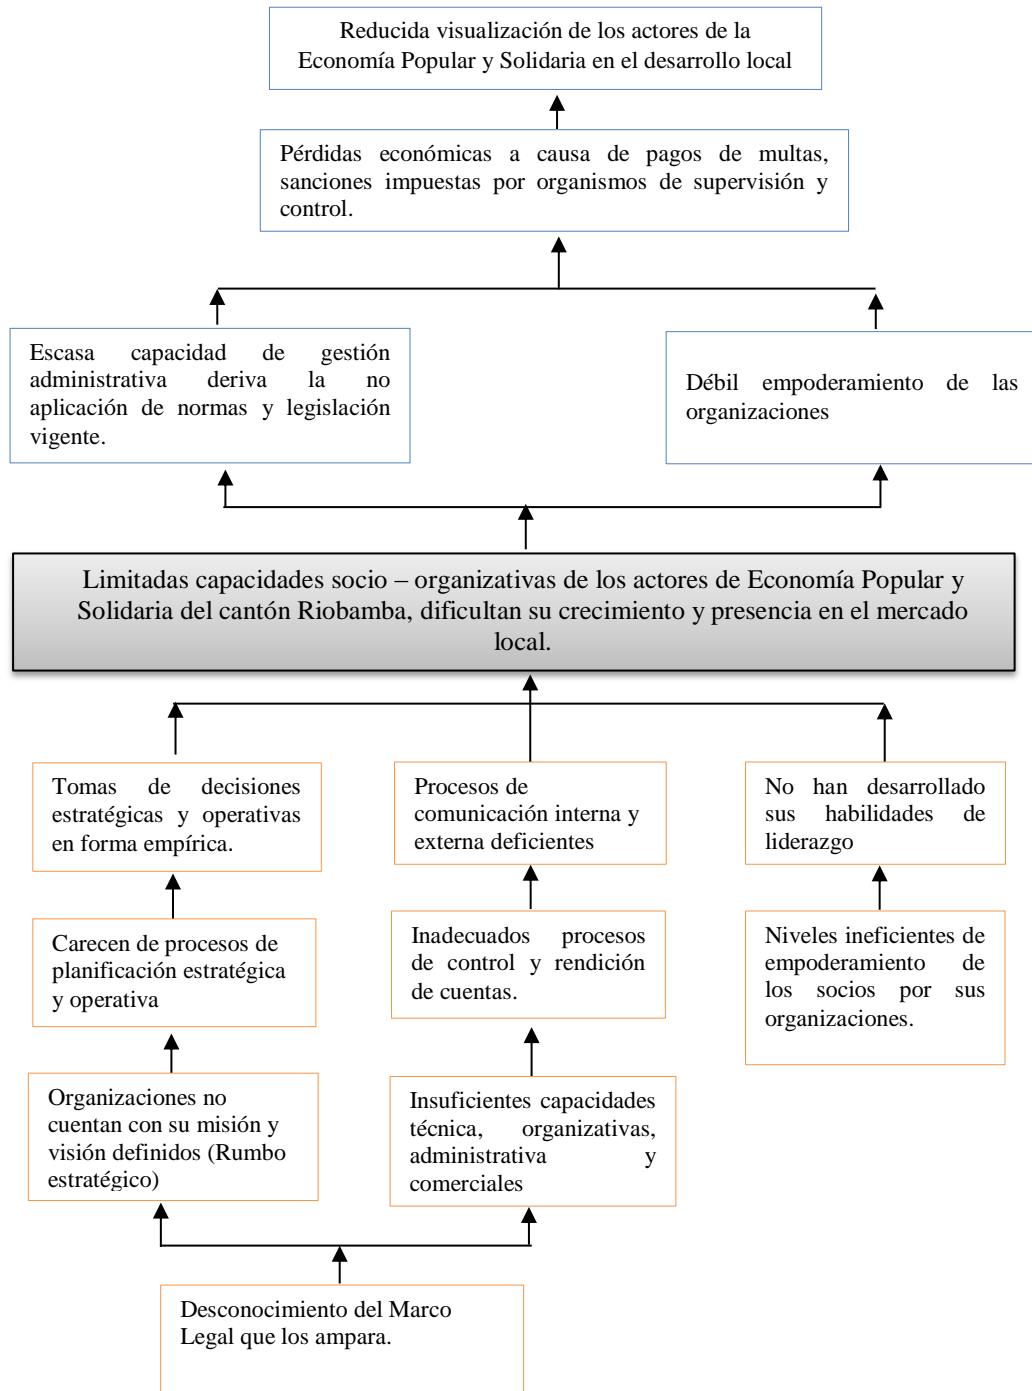 Reducida visualización de los actores de la
Economía Popular y Solidaria en el desarrollo local
Pérdidas económicas a causa de pagos de multas,
sanciones impuestas por organismos de supervisión y
control.
Escasa capacidad de gestión
administrativa deriva la no
aplicación de normas y legislación
vigente.
Débil empoderamiento de las
organizaciones
Limitadas capacidades socio – organizativas de los actores de Economía Popular y
Solidaria del cantón Riobamba, dificultan su crecimiento y presencia en el mercado
local.
Tomas de decisiones
estratégicas y operativas
en forma empírica.
Procesos de
comunicación interna y
externa deficientes
No han desarrollado
sus habilidades de
liderazgo
Carecen de procesos de
planificación estratégica
y operativa
Inadecuados procesos
de control y rendición
de cuentas.
Niveles ineficientes de
empoderamiento de
los socios por sus
organizaciones.
Organizaciones no
cuentan con su misión y
visión definidos (Rumbo
estratégico)
Insuficientes capacidades
técnica, organizativas,
administrativa y
comerciales
Desconocimiento del Marco
Legal que los ampara.